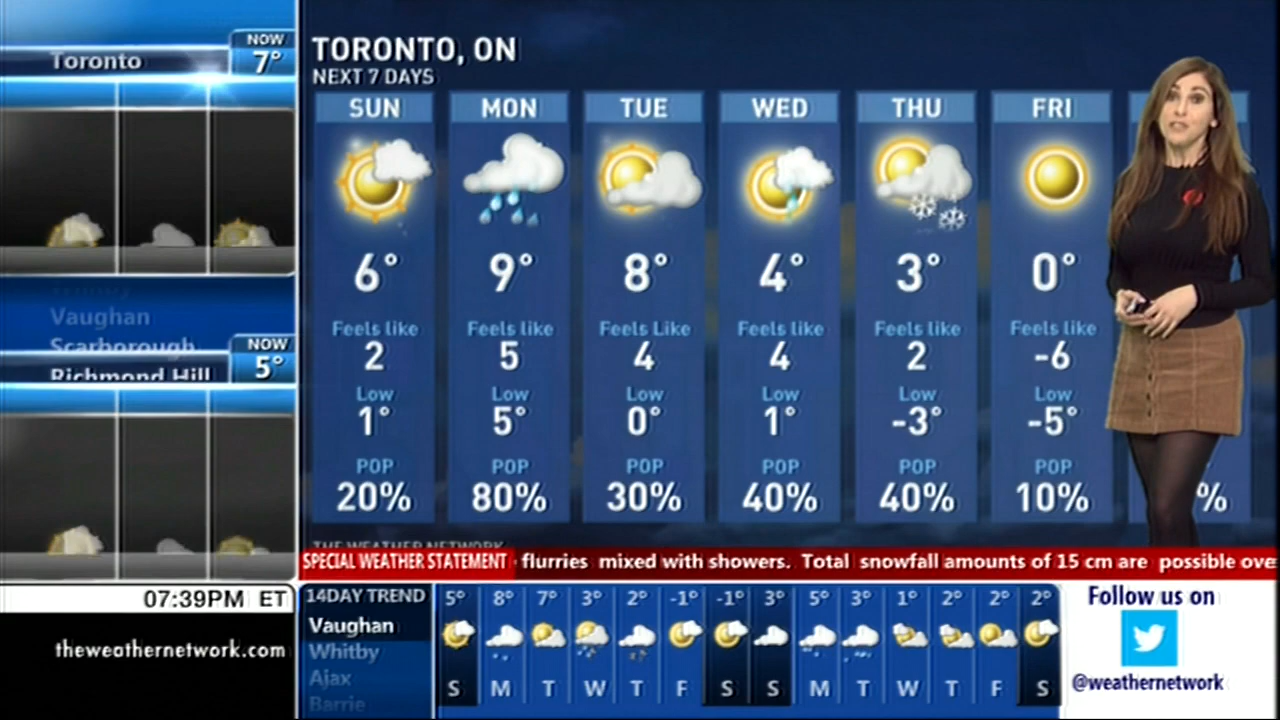 Toronto
NOW
7°
Vaughan
Scarborough
Richmond Hill
NOW
5°
07:39PM ET
theweathernetwork.com
TORONTO, ON
NEXT 7 DAYS
SUN MON TUE WED THU FRI
6° 9° 8° 4° 3° 0°
Feels like Feels like Feels Like Feels like Feels like Feels like
2 5 4 4 2 -6
Low Low Low Low Low Low
1° 5° 0° 1° -3° -5°
POP POP POP POP POP POP
20% 80% 30% 40% 40% 10% %
THE WEATHER NETWORK
SPECIAL WEATHER STATEMENT flurries mixed with showers. Total snowfall amounts of 15 cm are possible ove
14DAY TREND 5° 8° 7° 3° 2° -1° -1° 3° 5° 3° 1° 2° 2° 2°
Vaughan
Whitby
Ajax
Barrie
S M T W T F S S M T W T F S
Follow us on
@weathernetwork